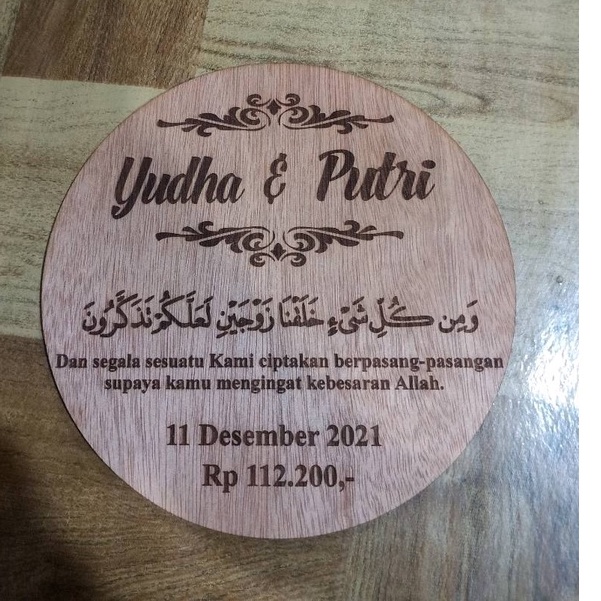 Yudha & Putri
وَمِن كُلِّ شَيْءٍ خَلَقْنَا زَوْجَيْنِ لَعَلَّكُمْ تَذَكَّرُونَ
Dan segala sesuatu Kami ciptakan berpasang-pasangan
supaya kamu mengingat kebesaran Allah.
11 Desember 2021
Rp 112.200,-